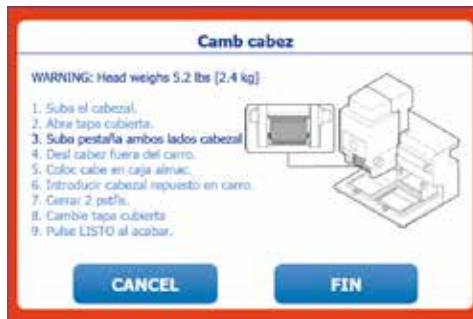 Camb cabez
WARNING: Head weighs 5.2 lbs [2.4 kg]
1. Suba el cabezal.
2. Abra tapa cubierta.
3. Suba pestaña ambos lados cabezal
4. Desl cabez fuera del carro.
5. Coloc cabe en caja almac.
6. Introducir cabezal repuesto en carro.
7. Cerrar 2 pstñs.
8. Cambie tapa cubierta
9. Pulse LISTO al acabar.
CANCEL
FIN